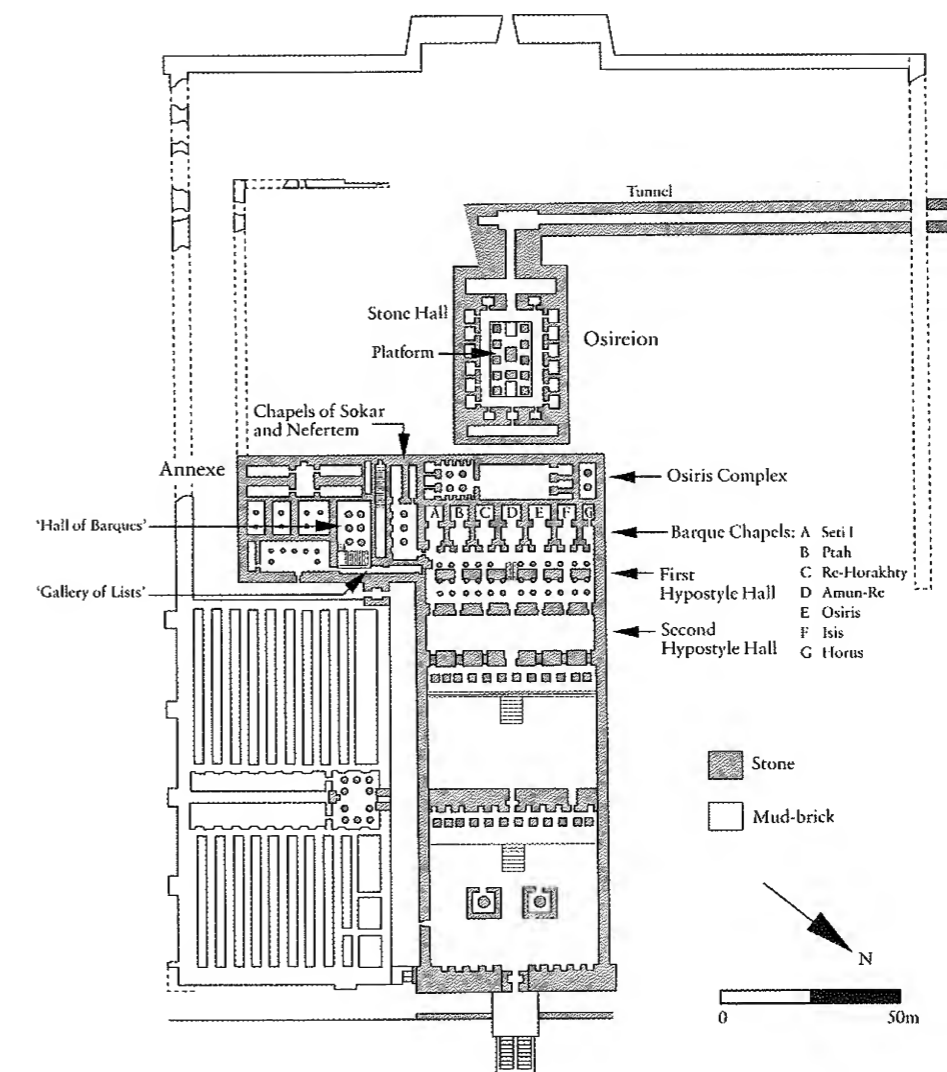 Tunnel
Stone Hall
Osireion
Platform
Chapels of Sokar
and Nefertem
Annexe
Osiris Complex
'Hall of Barques'
A B C D E F G
Barque Chapels: A Seti I
B Ptah
C Re-Horakhty
D Amun-Re
E Osiris
F Isis
G Horus
First
Hypostyle Hall
'Gallery of Lists'
Second
Hypostyle Hall
Stone
Mud-brick
N
0 50m